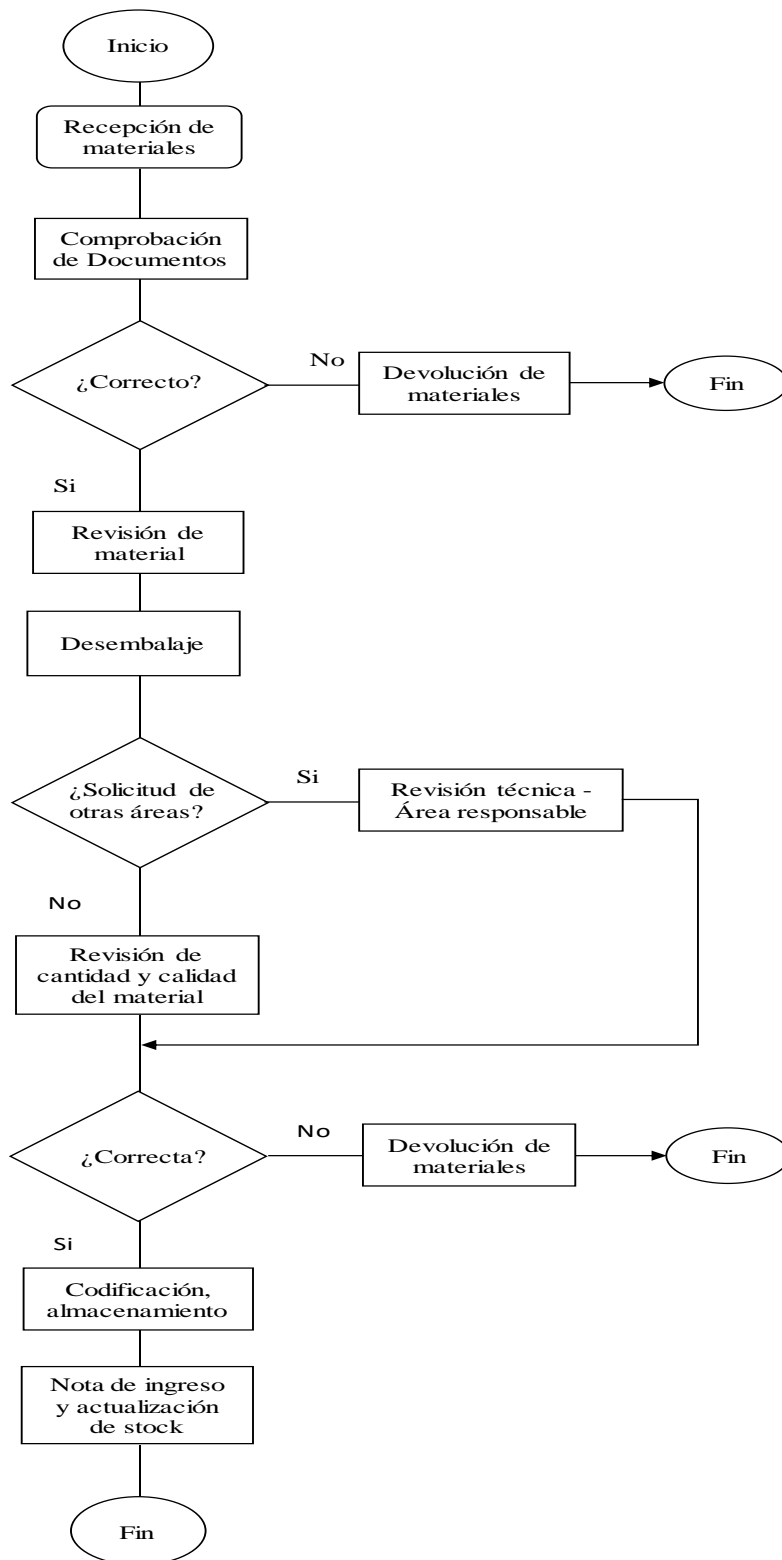 Inicio
Recepción de
materiales
Comprobación
de Documentos
¿Correcto?
No
Devolución de
materiales
Fin
Si
Revisión de
material
Desembalaje
¿Solicitud de
otras áreas?
Si
Revisión técnica -
Área responsable
No
Revisión de
cantidad y calidad
del material
¿Correcta?
No
Devolución de
materiales
Fin
Si
Codificación,
almacenamiento
Nota de ingreso
y actualización
de stock
Fin